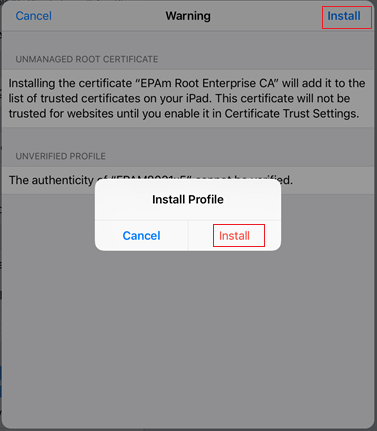 Cancel Warning Install
UNMANAGED ROOT CERTIFICATE
Installing the certificate “EPAm Root Enterprise CA” will add it to the
list of trusted certificates on your iPad. This certificate will not be
trusted for websites until you enable it in Certificate Trust Settings.
UNVERIFIED PROFILE
The authenticity of cannot be verified.
Install Profile
Cancel Install